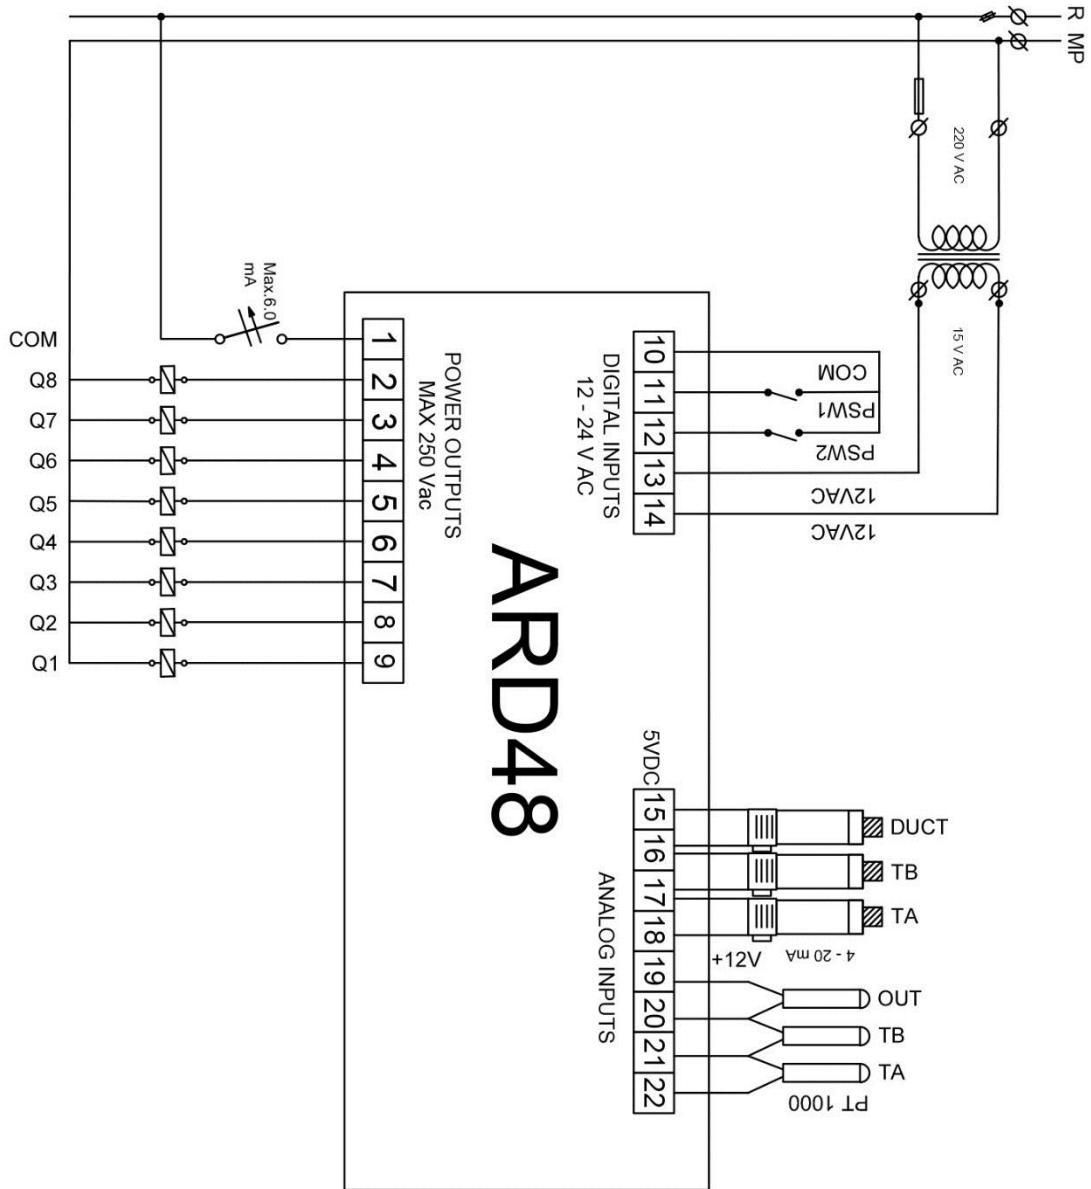 R
MP
220 V AC
15 V AC
Max.6.0
mA
COM
Q8
Q7
Q6
Q5
Q4
Q3
Q2
Q1
1
2
3
4
5
6
7
8
9
POWER OUTPUTS
MAX 250 Vac
ARD48
DIGITAL INPUTS
12 - 24 V AC
10
11
12
13
14
COM
PSW1
PSW2
12VAC
12VAC
5VDC
ANALOG INPUTS
15
16
17
18
19
20
21
22
DUCT
TB
TA
+12V
4 - 20 mA
OUT
TB
TA
PT 1000